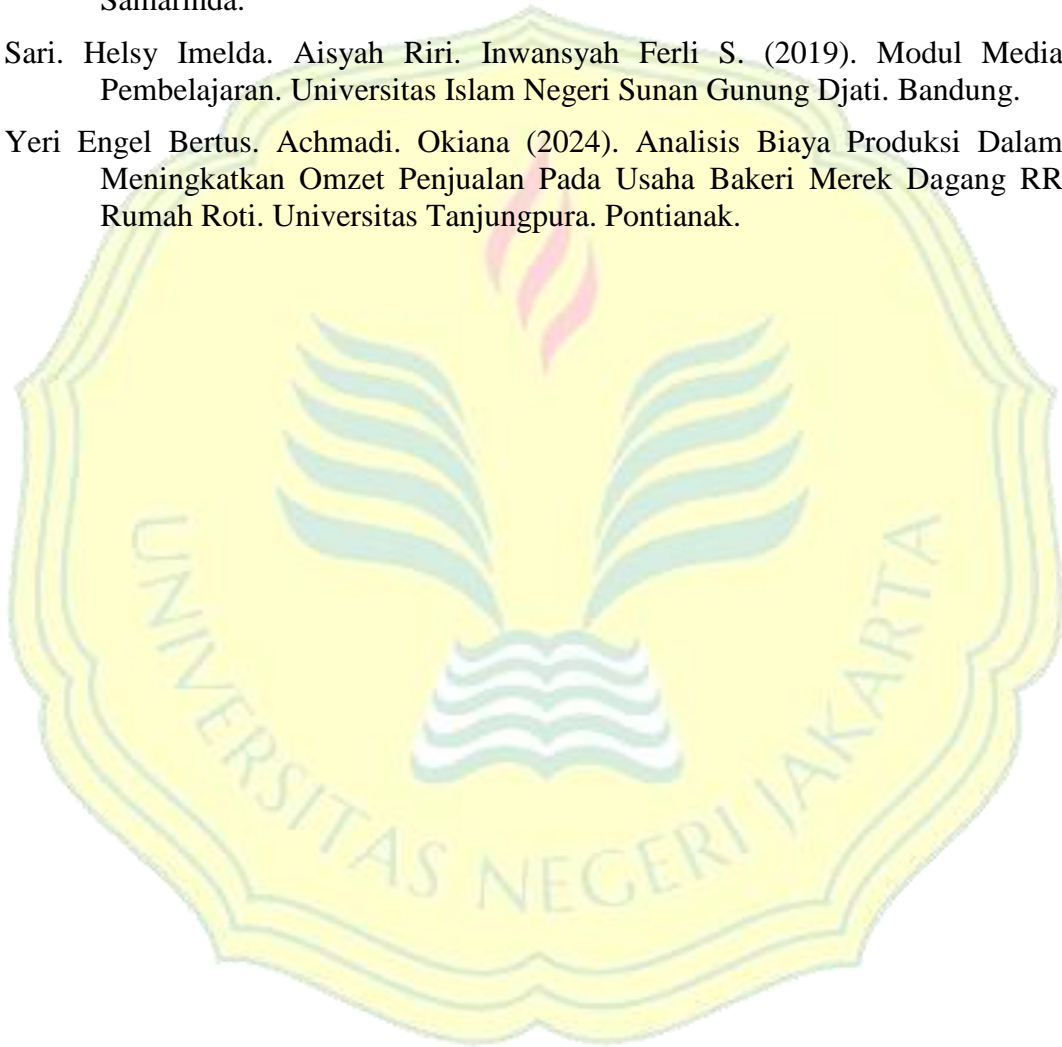 Samarinda.
Sari. Helsy Imelda. Aisyah Riri. Inwansyah Ferli S. (2019). Modul Media
Pembelajaran. Universitas Islam Negeri Sunan Gunung Djati. Bandung.
Yeri Engel Bertus. Achmadi. Okiana (2024). Analisis Biaya Produksi Dalam
Meningkatkan Omzet Penjualan Pada Usaha Bakeri Merek Dagang RR
Rumah Roti. Universitas Tanjungpura. Pontianak.
UNIVERSITAS NEGERI JAKARTA